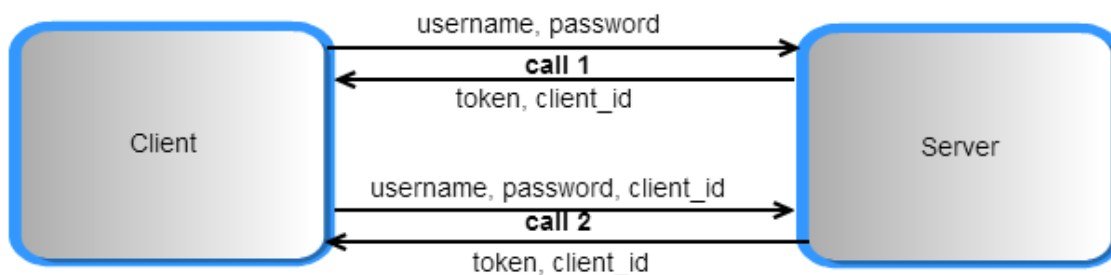 username, password
call 1
token, client_id
Client
Server
username, password, client_id
call 2
token, client_id